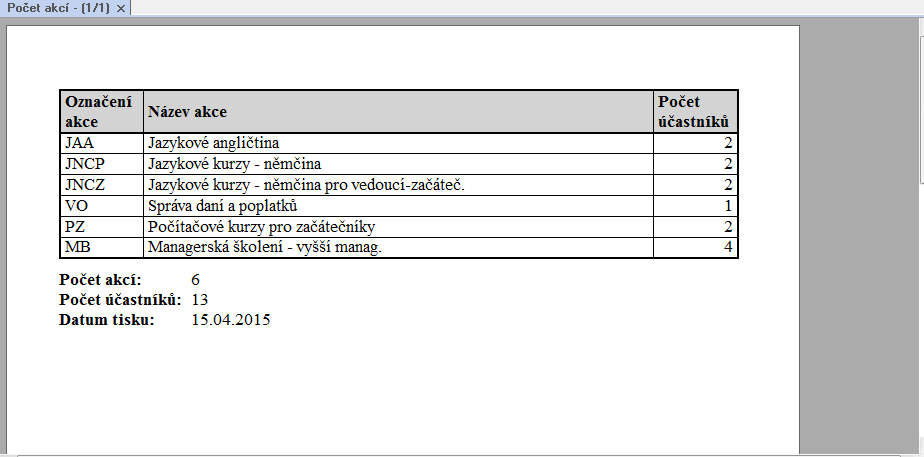 Počet akcí - (1/1) ×
Označení akce Název akce Počet účastníků
JAA Jazykové angličtina 2
JNCP Jazykové kurzy - němčina 2
JNCZ Jazykové kurzy - němčina pro vedoucí-začáteč. 2
VO Správa daní a poplatků 1
PZ Počítačové kurzy pro začátečníky 2
MB Managerská školení - vyšší manag. 4
Počet akcí: 6
Počet účastníků: 13
Datum tisku: 15.04.2015